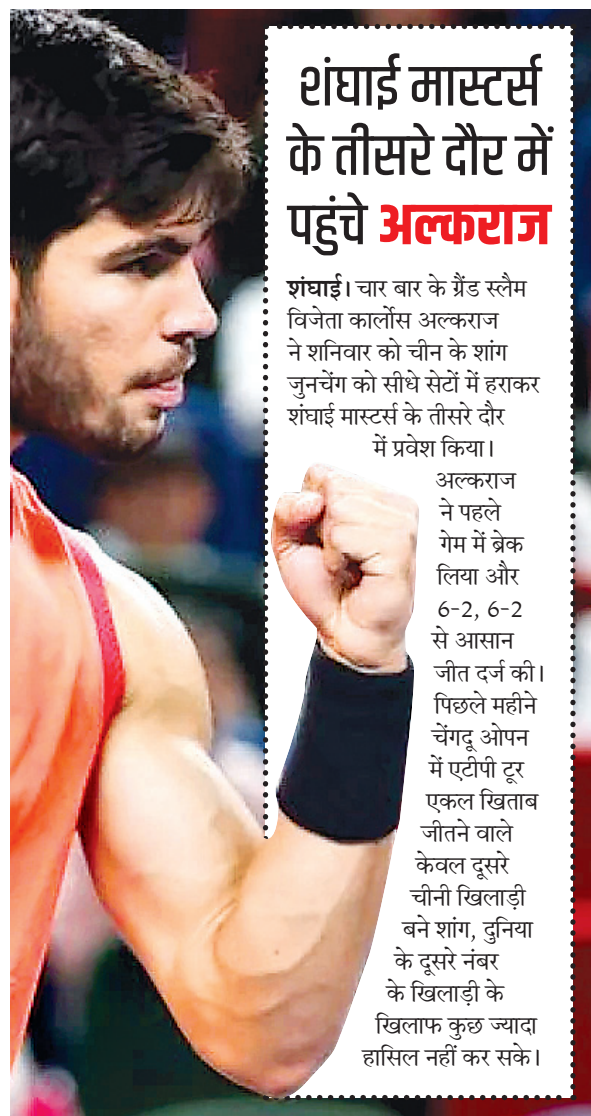 शंघाई मास्टर्स
के तीसरे दौर में
पहुंचे अल्कराज
शंघाई। चार बार के ग्रैंड स्लैम
विजेता कार्लोस अल्कराज
ने शनिवार को चीन के शांग
जुनचेंग को सीधे सेटों में हराकर
शंघाई मास्टर्स के तीसरे दौर
में प्रवेश किया।
अल्कराज
ने पहले
गेम में ब्रेक
लिया और
6-2, 6-2
से आसान
जीत दर्ज की।
पिछले महीने
चेंगदू ओपन
में एटीपी टूर
एकल खिताब
जीतने वाले
केवल दूसरे
चीनी खिलाड़ी
बने शांग, दुनिया
के दूसरे नंबर
के खिलाड़ी के
खिलाफ कुछ ज्यादा
हासिल नहीं कर सके।